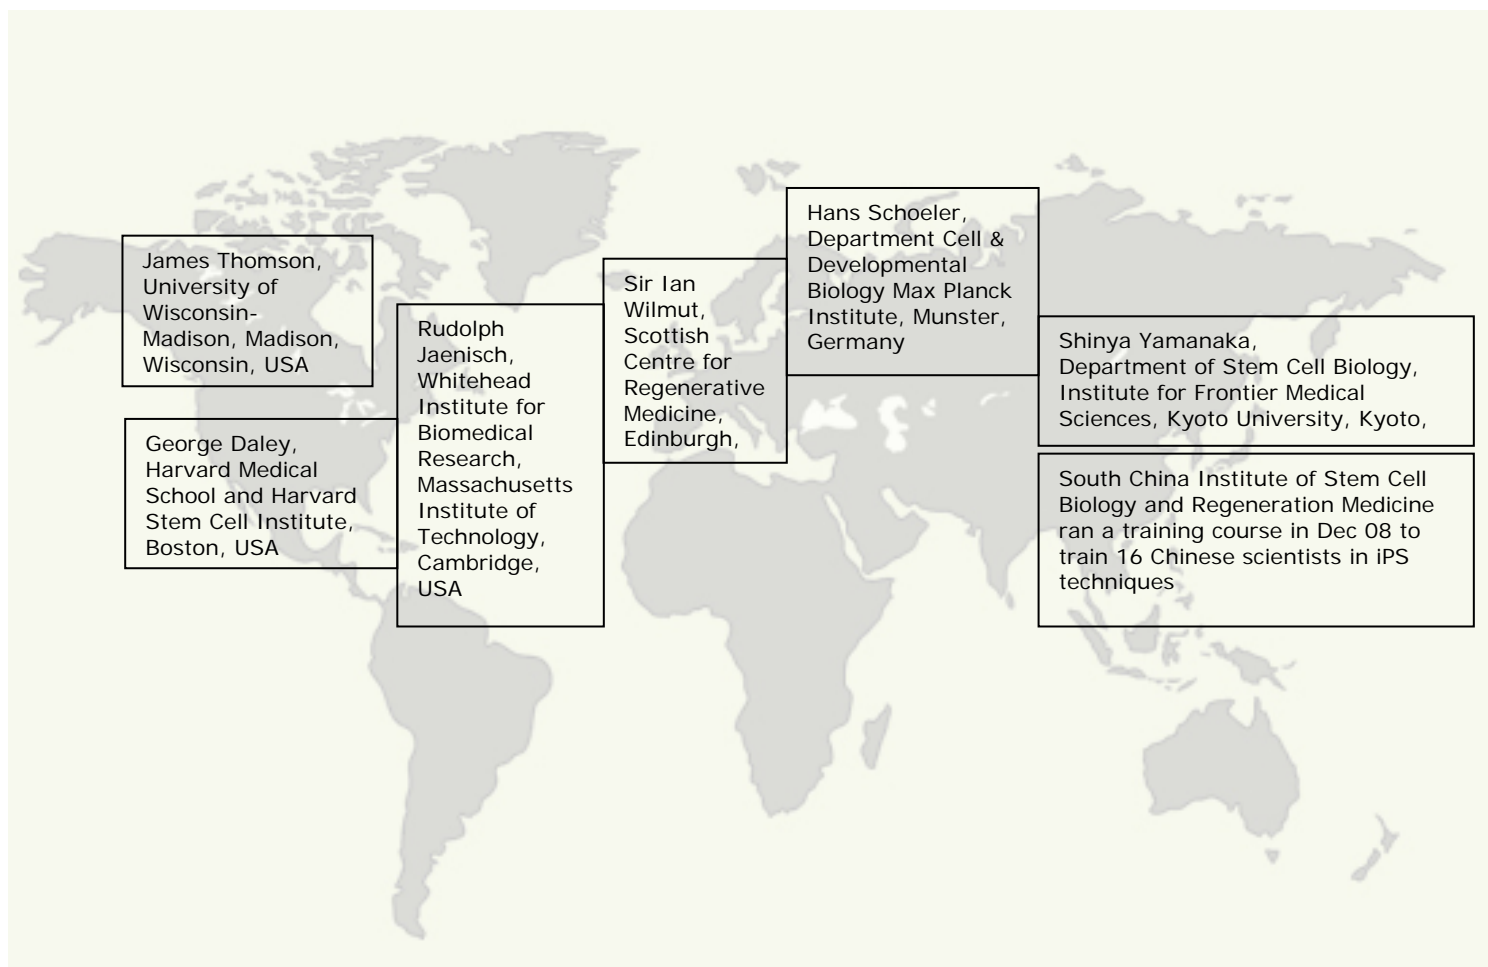 James Thomson,
University of
Wisconsin-
Madison, Madison,
Wisconsin, USA
George Daley,
Harvard Medical
School and Harvard
Stem Cell Institute,
Boston, USA
Rudolph
Jaenisch,
Whitehead
Institute for
Biomedical
Research,
Massachusetts
Institute of
Technology,
Cambridge,
USA
Sir Ian
Wilmut,
Scottish
Centre for
Regenerative
Medicine,
Edinburgh,
Hans Schoeler,
Department Cell &
Developmental
Biology Max Planck
Institute, Munster,
Germany
Shinya Yamanaka,
Department of Stem Cell Biology,
Institute for Frontier Medical
Sciences, Kyoto University, Kyoto,
South China Institute of Stem Cell
Biology and Regeneration Medicine
ran a training course in Dec 08 to
train 16 Chinese scientists in iPS
techniques